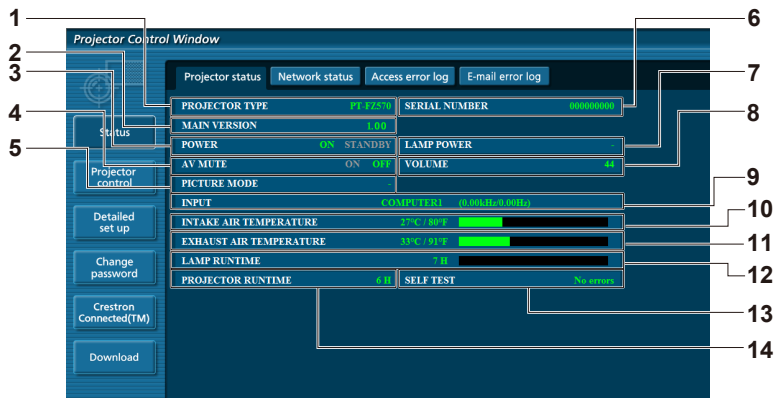 1
6
Projector Control Window
2
3
7
Projector status Network status Access error log E-mail error log
4
8
PROJECTOR TYPE PT-FZ570 SERIAL NUMBER 000000000
MAIN VERSION 1.00
Status
5
POWER ON STANDBY LAMP POWER -
AV MUTE ON OFF VOLUME 44
Projector
control
PICTURE MODE -
9
INPUT COMPUTER1 (0.00kHz/0.00Hz)
10
Detailed
set up
INTAKE AIR TEMPERATURE 27°C / 80°F
EXHAUST AIR TEMPERATURE 33°C / 91°F
11
LAMP RUNTIME 7 H
12
Change
password
PROJECTOR RUNTIME 6 H SELF TEST No errors
Crestron
Connected(TM)
13
14
Download